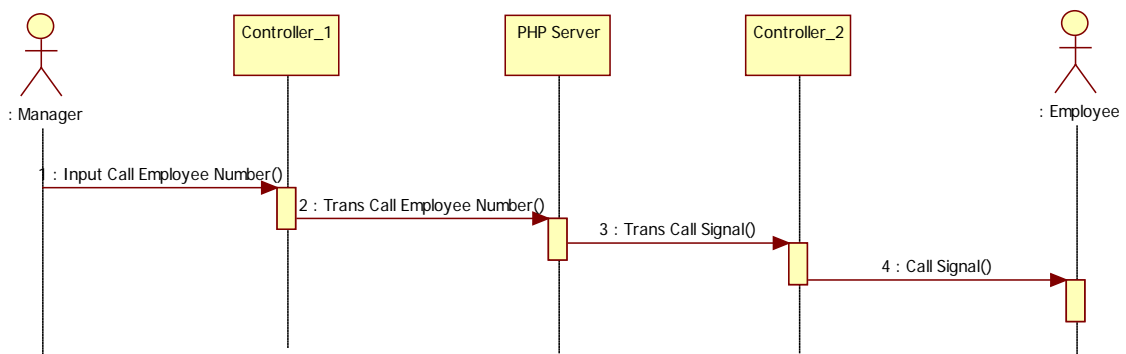 Controller_1
PHP Server
Controller_2
: Manager
: Employee
1 : Input Call Employee Number()
2 : Trans Call Employee Number()
3 : Trans Call Signal()
4 : Call Signal()